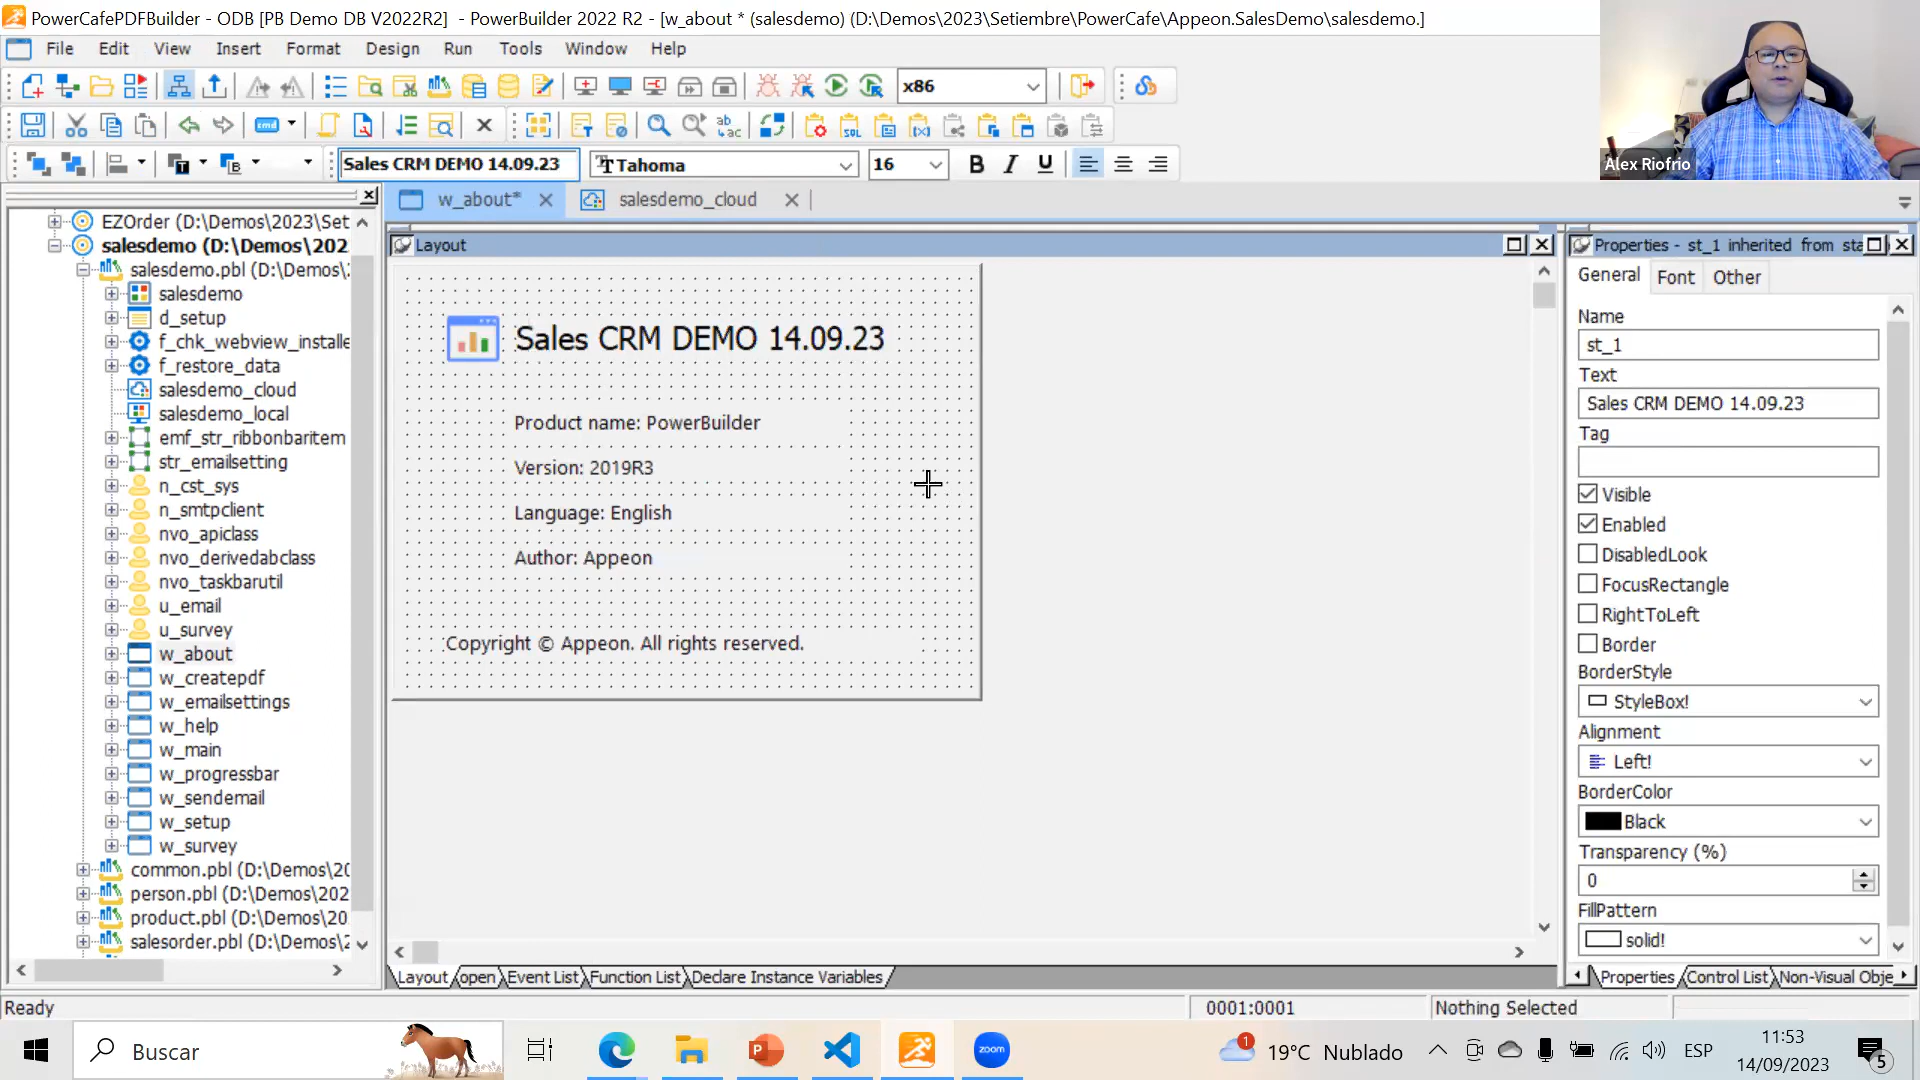 PowerCafePDFBuilder - ODB [PB Demo DB V2022R2] - PowerBuilder 2022 R2 - [w_about * (salesdemo) (D:\Demos\2023\Setiembre\PowerCafe\Appeon.SalesDemo\salesdemo.]
File Edit View Insert Format Design Run Tools Window Help
x86
Sales CRM DEMO 14.09.23 Tahoma 16 B I U
Alex Riofrio
w_about* salesdemo_cloud
EZOrder (D:\Demos\2023\Set
salesdemo (D:\Demos\202
salesdemo.pbl (D:\Demos\
salesdemo
d_setup
f_chk_webview_installe
f_restore_data
salesdemo_cloud
salesdemo_local
emf_str_ribbonbaritem
str_emailsetting
n_cst_sys
n_smtpclient
nvo_apiclass
nvo_derivedabclass
nvo_taskbarutil
u_email
u_survey
w_about
w_createpdf
w_emailsettings
w_help
w_main
w_progressbar
w_sendemail
w_setup
w_survey
common.pbl (D:\Demos\20
person.pbl (D:\Demos\202
product.pbl (D:\Demos\20
salesorder.pbl (D:\Demos\2
Layout
Sales CRM DEMO 14.09.23
Product name: PowerBuilder
Version: 2019R3
Language: English
Author: Appeon
Copyright © Appeon. All rights reserved.
Layout open Event List Function List Declare Instance Variables
Properties - st_1 inherited from sta
General Font Other
Name
st_1
Text
Sales CRM DEMO 14.09.23
Tag
Visible
Enabled
DisabledLook
FocusRectangle
RightToLeft
Border
BorderStyle
StyleBox!
Alignment
Left!
BorderColor
Black
Transparency (%)
0
FillPattern
solid!
Properties Control List Non-Visual Obje
Ready 0001:0001 Nothing Selected
Buscar
zoom
1
19°C Nublado
ESP
11:53
14/09/2023
5